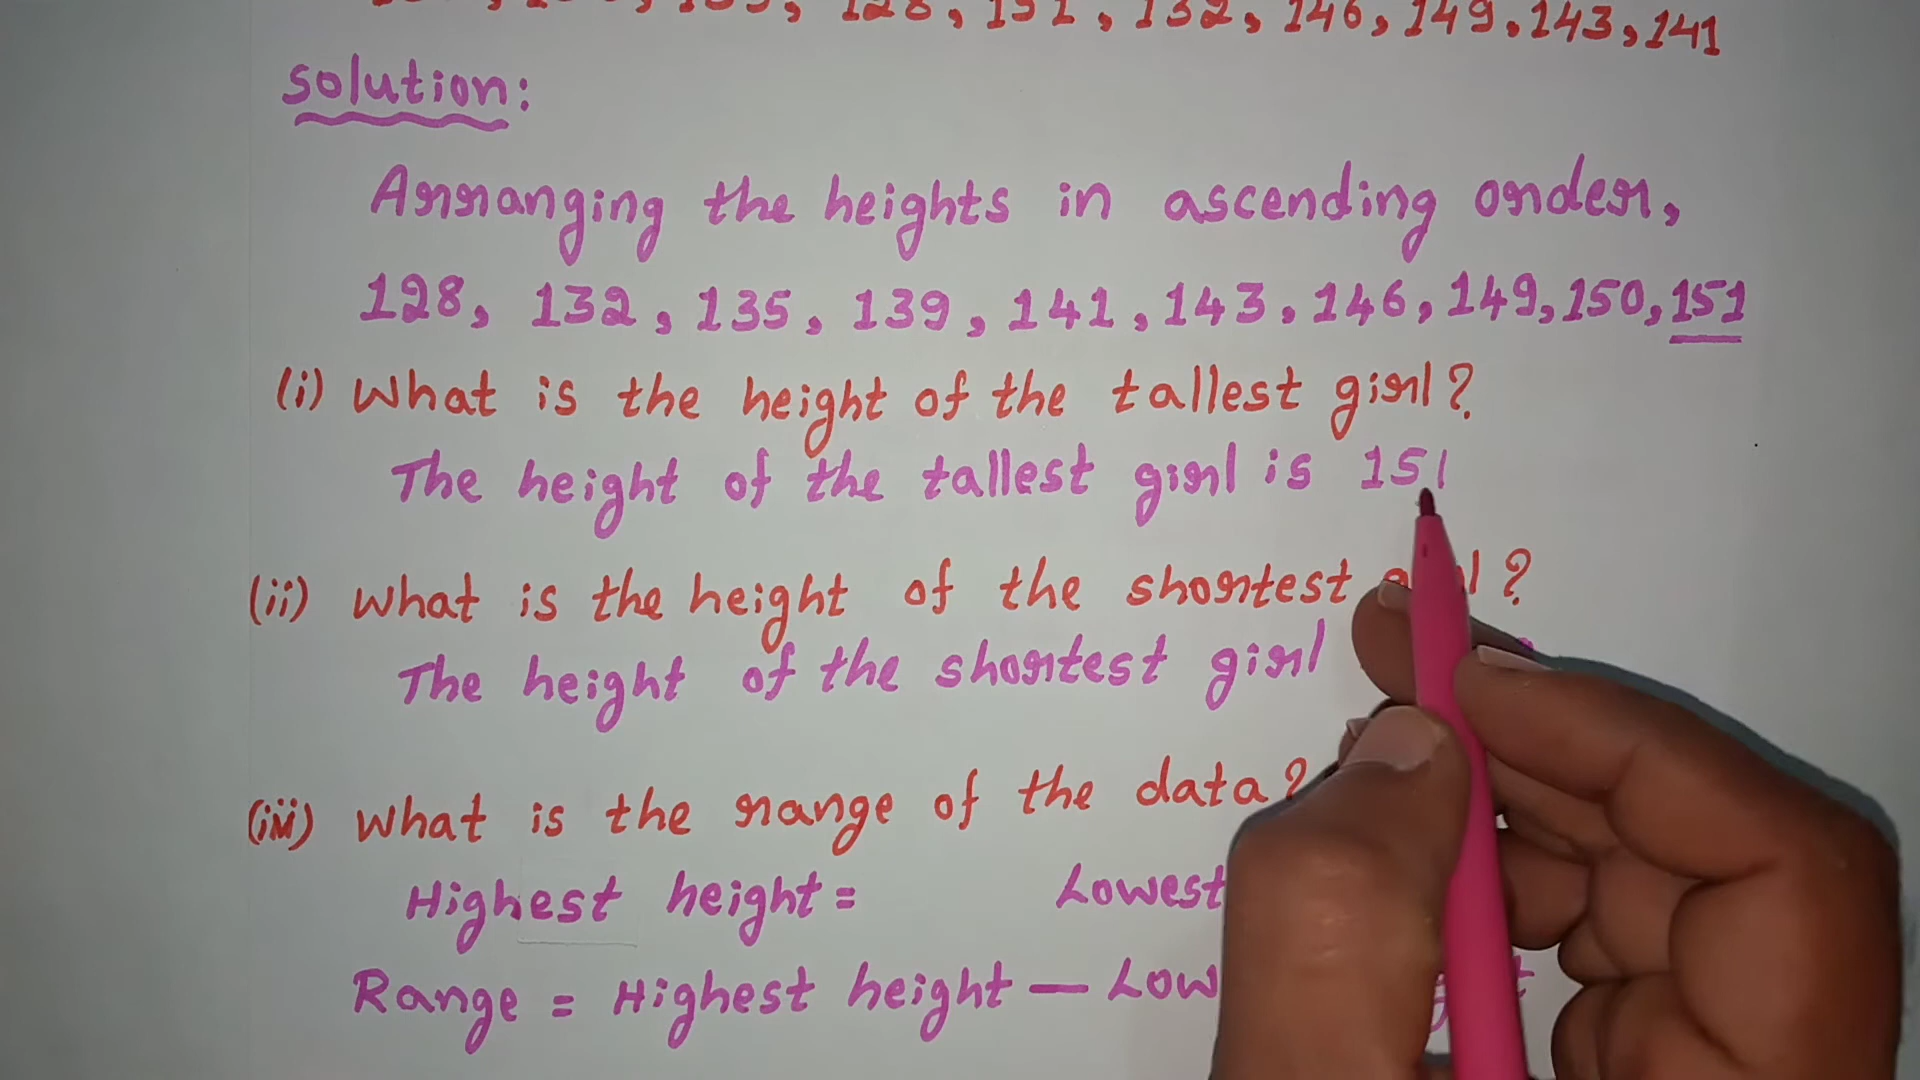 128, 151, 132, 146, 149, 143, 141
Solution:
Arranging the heights in ascending order,
128, 132, 135, 139, 141, 143, 146, 149, 150, 151
(i) What is the height of the tallest girl?
The height of the tallest girl is 151
(ii) What is the height of the shortest ?
The height of the shortest girl
(iii) What is the range of the data?
Highest height = Lowest
Range = Highest height — Low